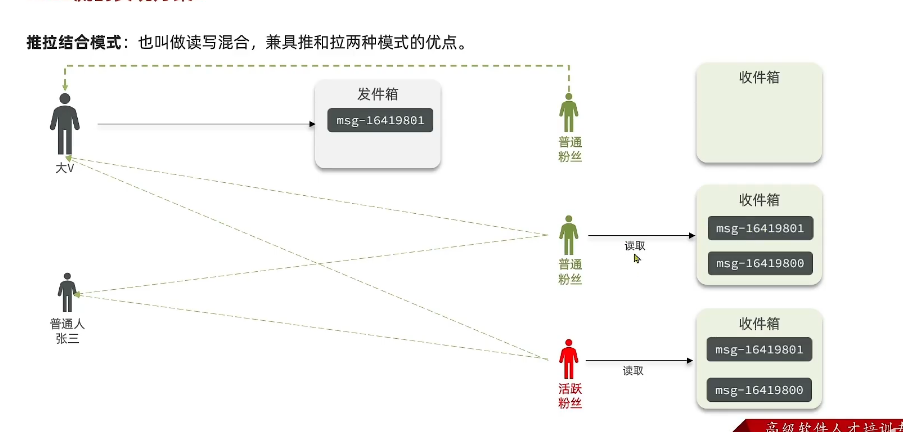 推拉结合模式：也叫做读写混合，兼具推和拉两种模式的优点。
发件箱
msg-16419801
大V
普通
粉丝
收件箱
普通
粉丝
读取
收件箱
msg-16419801
msg-16419800
普通人
张三
活跃
粉丝
读取
收件箱
msg-16419801
msg-16419800
高级软件人才培训